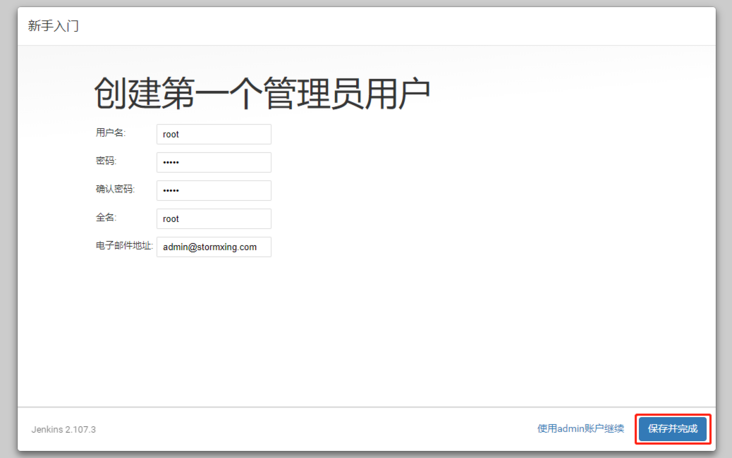 新手入门
创建第一个管理员用户
用户名: root
密码: •••••
确认密码: •••••
全名: root
电子邮件地址: admin@stormxing.com
Jenkins 2.107.3 使用admin账户继续 保存并完成